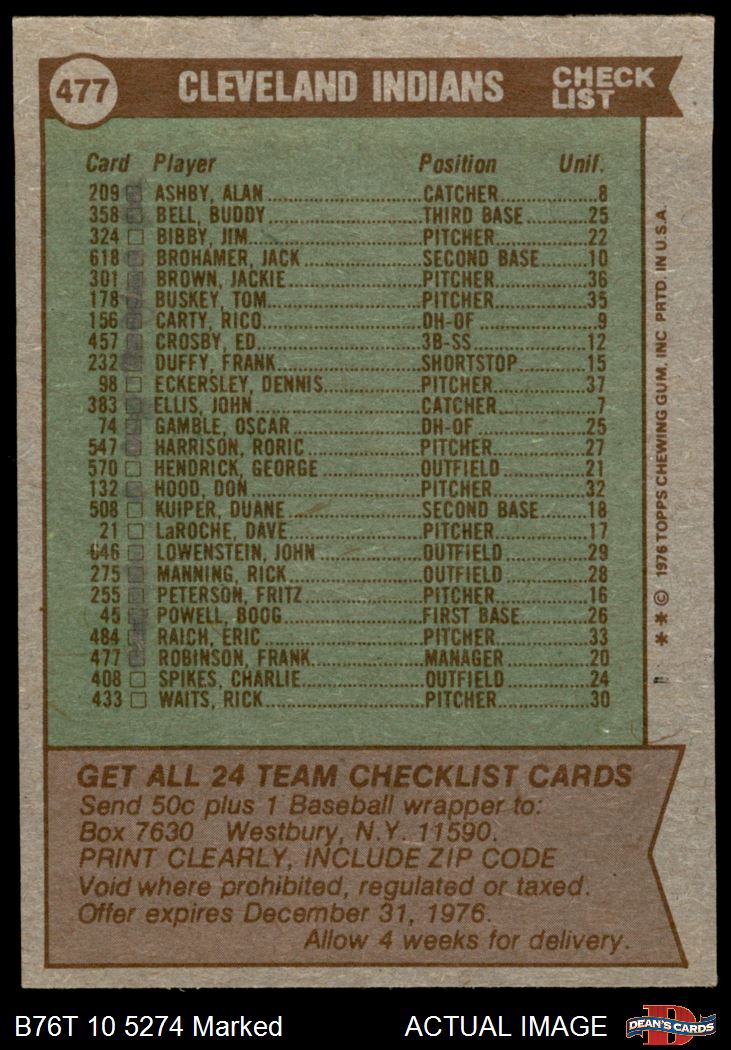 477 CLEVELAND INDIANS CHECK LIST
Card Player Position Unif.
209 ASHBY, ALAN CATCHER 8
358 BELL, BUDDY THIRD BASE 25
324 BIBBY, JIM PITCHER 22
618 BROHAMER, JACK SECOND BASE 10
301 BROWN, JACKIE PITCHER 36
178 BUSKEY, TOM PITCHER 35
156 CARTY, RICO DH-OF 9
457 CROSBY, ED 3B-SS 12
232 DUFFY, FRANK SHORTSTOP 15
98 ECKERSLEY, DENNIS PITCHER 37
383 ELLIS, JOHN CATCHER 7
74 GAMBLE, OSCAR DH-OF 25
547 HARRISON, RORIC PITCHER 27
570 HENDRICK, GEORGE OUTFIELD 21
132 HOOD, DON PITCHER 32
508 KUIPER, DUANE SECOND BASE 18
21 LaROCHE, DAVE PITCHER 17
646 LOWENSTEIN, JOHN OUTFIELD 29
275 MANNING, RICK OUTFIELD 28
255 PETERSON, FRITZ PITCHER 16
45 POWELL, BOOG FIRST BASE 26
484 RAICH, ERIC PITCHER 33
477 ROBINSON, FRANK MANAGER 20
408 SPIKES, CHARLIE OUTFIELD 24
433 WAITS, RICK PITCHER 30
**© 1976 TOPPS CHEWING GUM, INC. PRTD. IN U.S.A.
GET ALL 24 TEAM CHECKLIST CARDS
Send 50c plus 1 Baseball wrapper to:
Box 7630 Westbury, N.Y. 11590.
PRINT CLEARLY, INCLUDE ZIP CODE
Void where prohibited, regulated or taxed.
Offer expires December 31, 1976.
Allow 4 weeks for delivery.
B76T 10 5274 Marked ACTUAL IMAGE DEAN'S CARDS